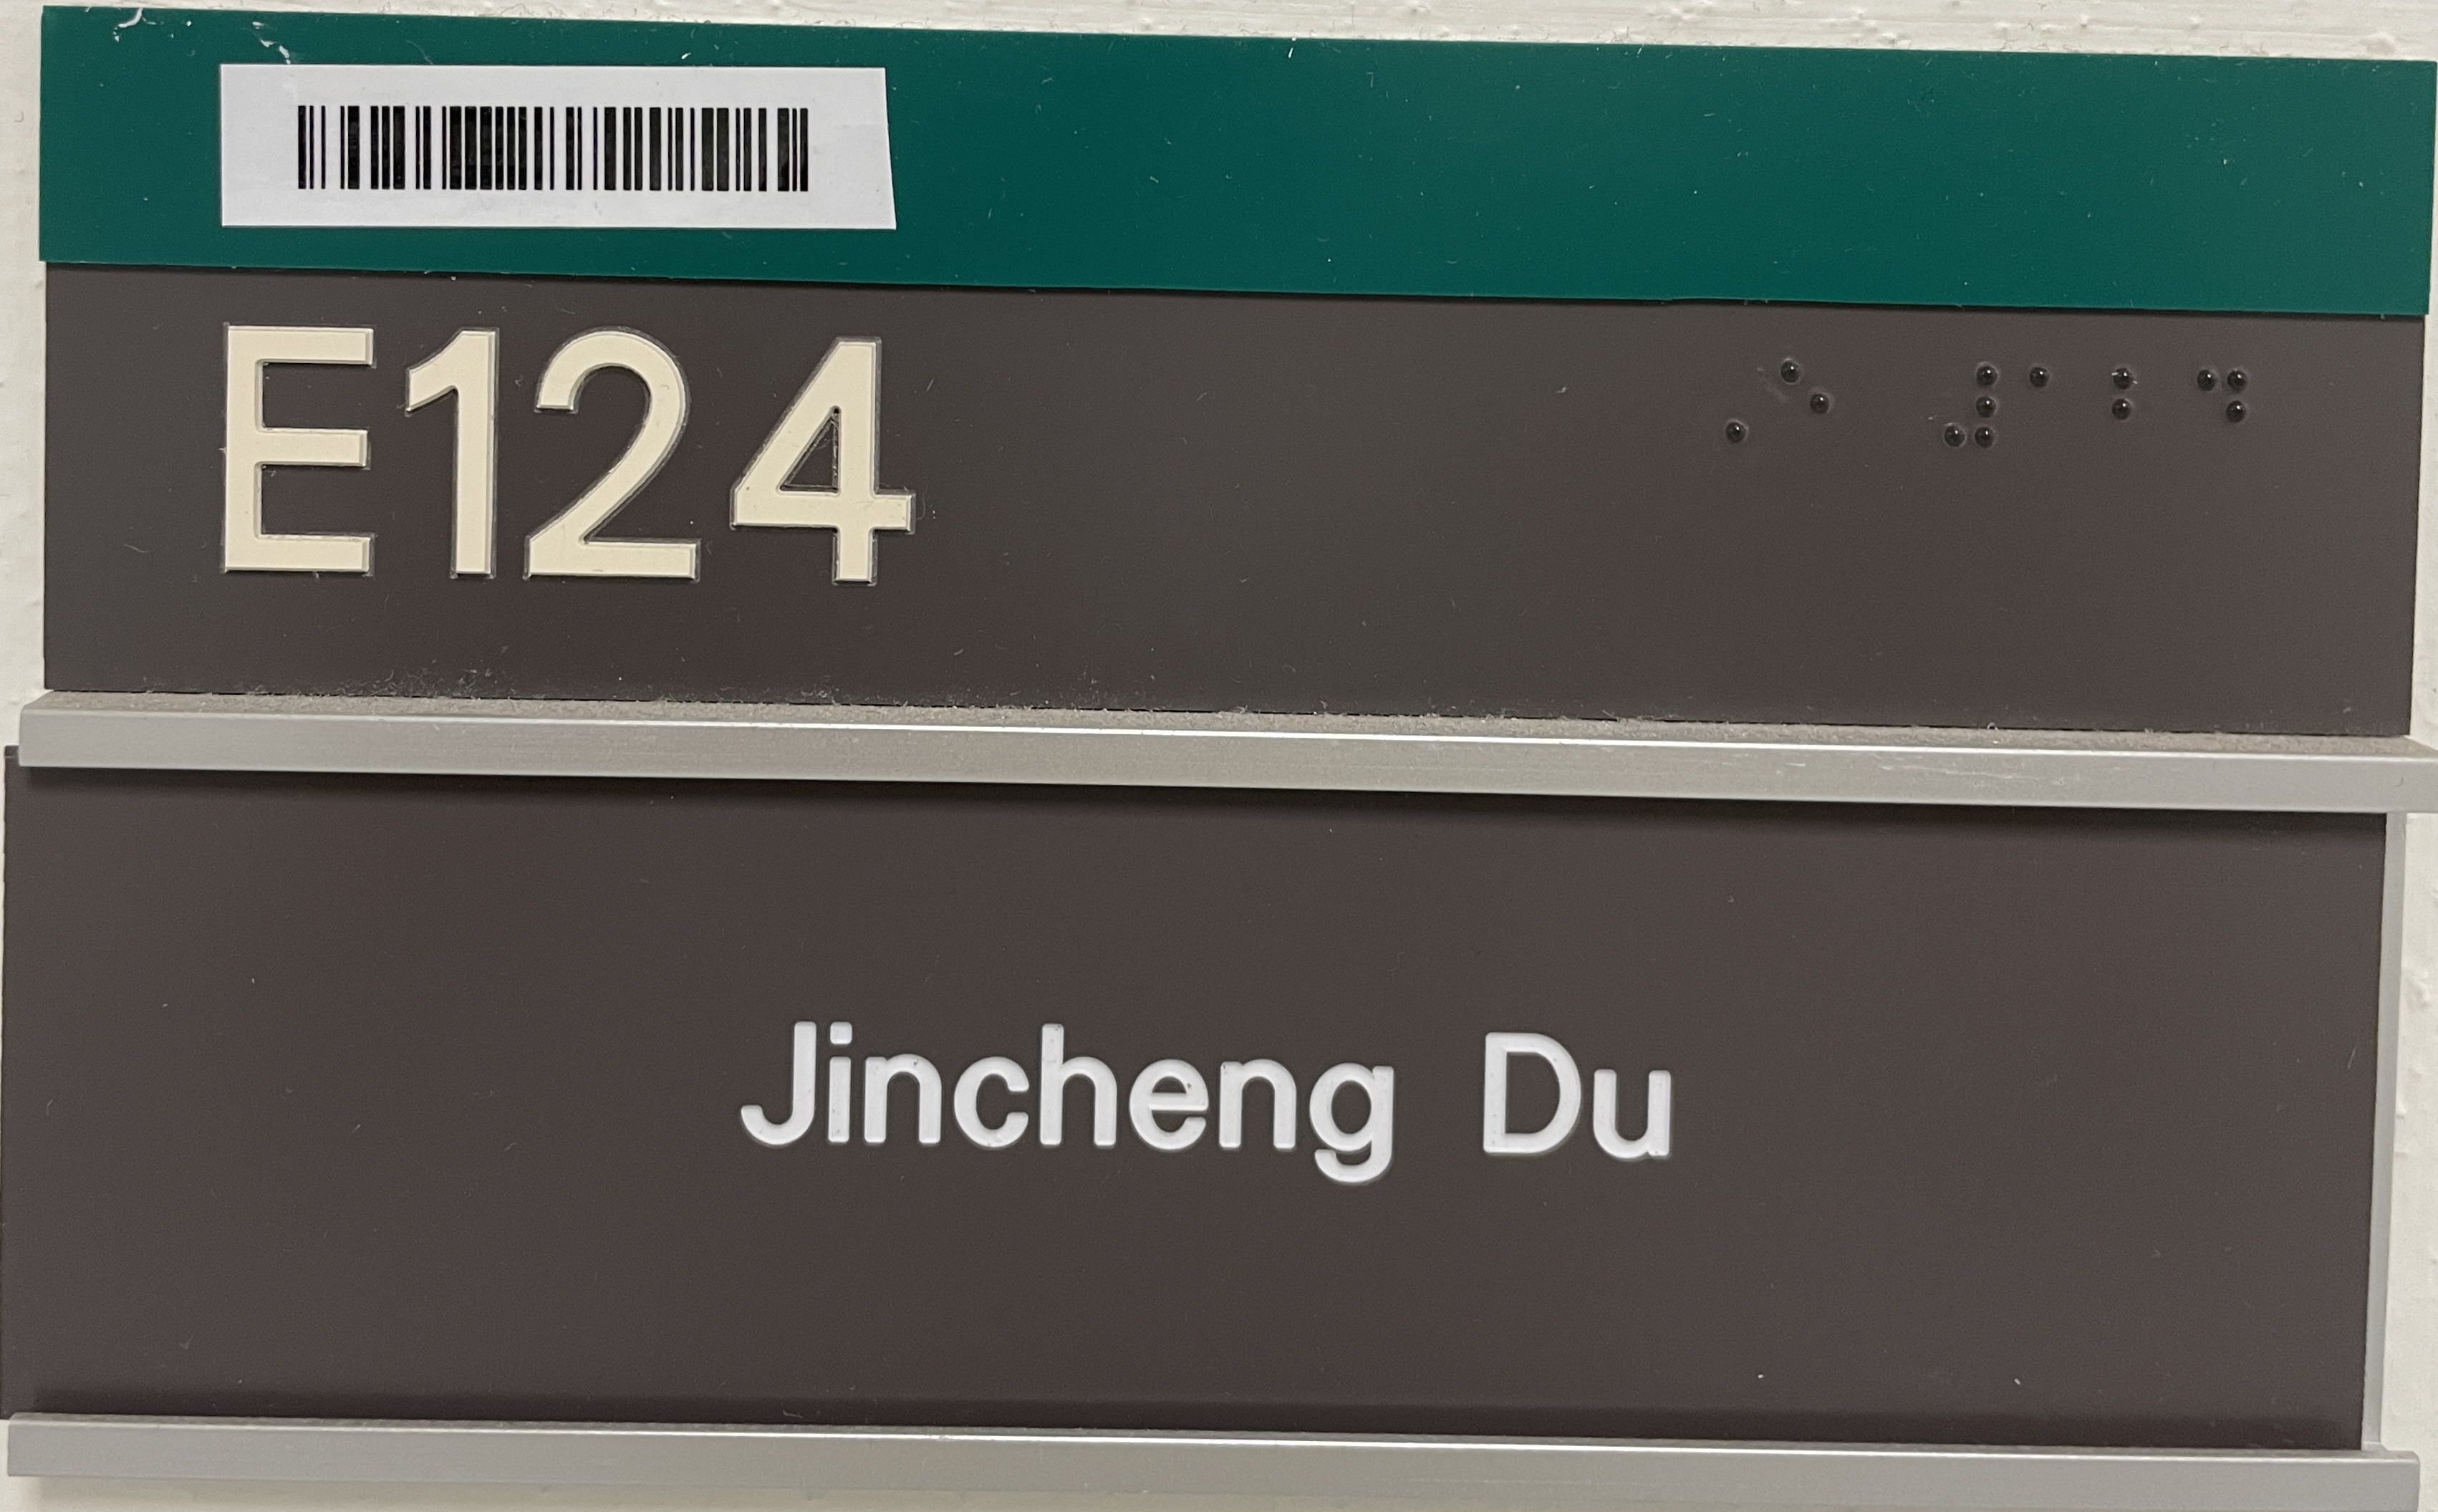 E124
⠠⠑ ⠼⠁⠃⠙
Jincheng Du